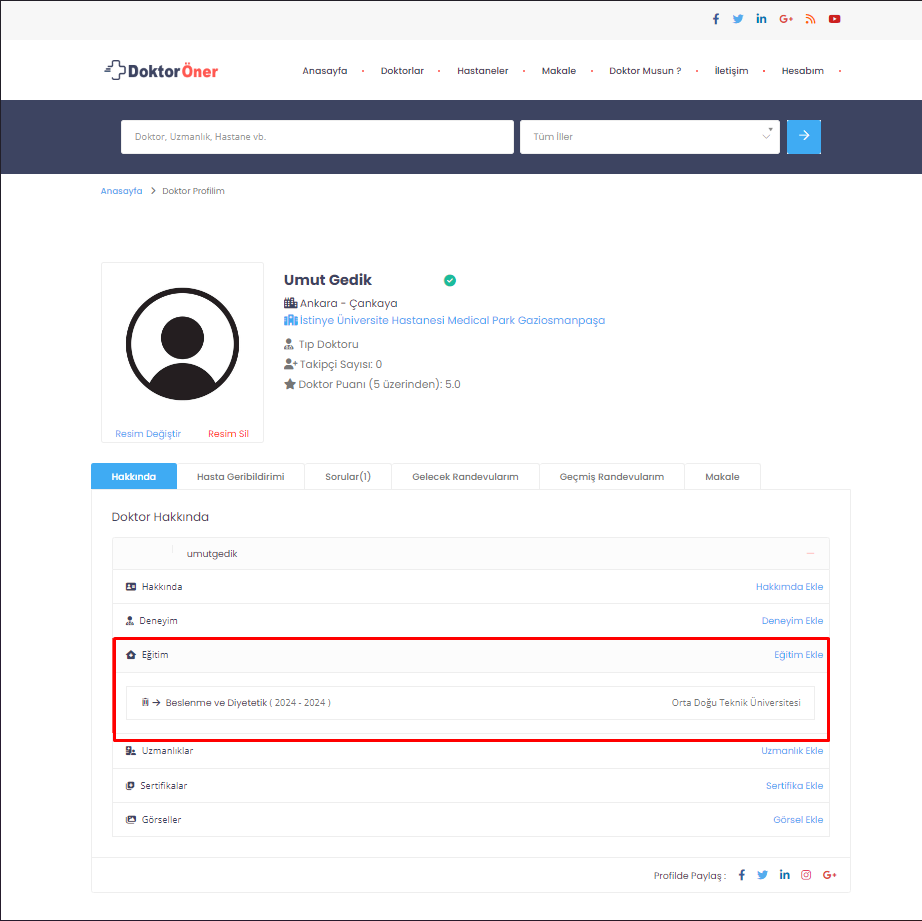 DoktorÖner
Anasayfa Doktorlar Hastaneler Makale Doktor Musun ? İletişim Hesabım
Doktor, Uzmanlık, Hastane vb. Tüm İller
Anasayfa > Doktor Profilim
Umut Gedik
Ankara - Çankaya
İstinye Üniversite Hastanesi Medical Park Gaziosmanpaşa
Tıp Doktoru
Takipçi Sayısı: 0
Doktor Puanı (5 üzerinden): 5.0
Resim Değiştir Resim Sil
Hakkında Hasta Geribildirimi Sorular(1) Gelecek Randevularım Geçmiş Randevularım Makale
Doktor Hakkında
umutgedik
Hakkında Hakkımda Ekle
Deneyim Deneyim Ekle
Eğitim Eğitim Ekle
Beslenme ve Diyetetik ( 2024 - 2024 ) Orta Doğu Teknik Üniversitesi
Uzmanlıklar Uzmanlık Ekle
Sertifikalar Sertifika Ekle
Görseller Görsel Ekle
Profilde Paylaş :